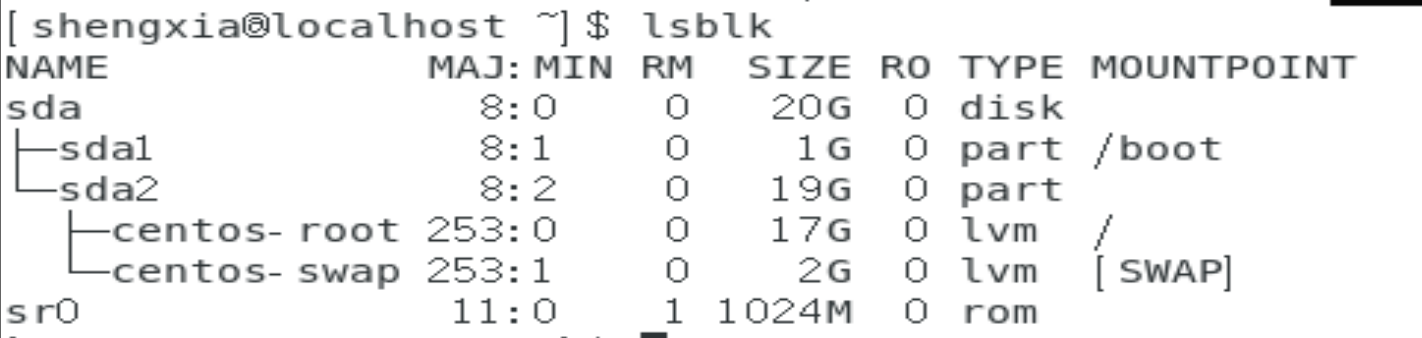 [shengxia@localhost ~]$ lsblk
NAME            MAJ:MIN RM  SIZE RO TYPE MOUNTPOINT
sda               8:0    0   20G  0 disk
├─sda1            8:1    0    1G  0 part /boot
└─sda2            8:2    0   19G  0 part
  ├─centos-root 253:0    0   17G  0 lvm  /
  └─centos-swap 253:1    0    2G  0 lvm  [SWAP]
sr0              11:0    1 1024M  0 rom